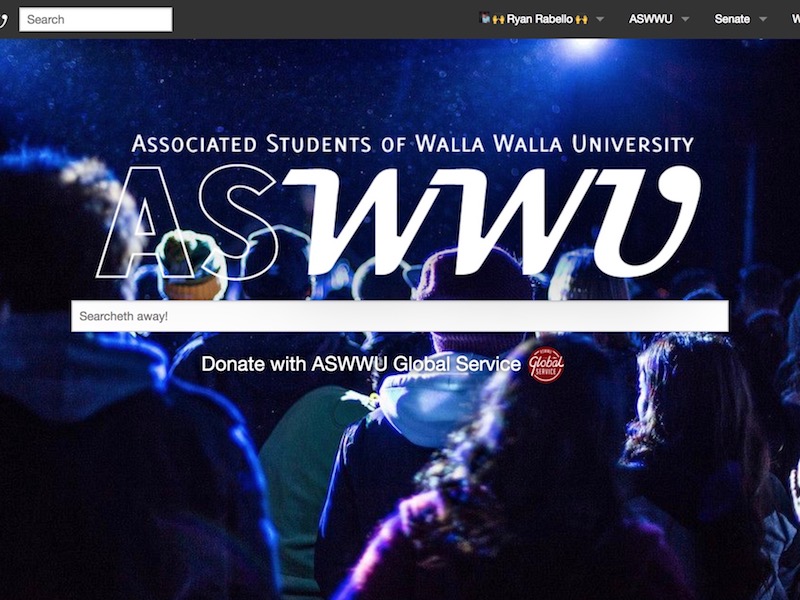 Search
🙌 Ryan Rabello 🙌
ASWWU
Senate
W
ASSOCIATED STUDENTS OF WALLA WALLA UNIVERSITY
ASWWU
Searcheth away!
Donate with ASWWU Global Service
ASWWU
Global
SERVICE